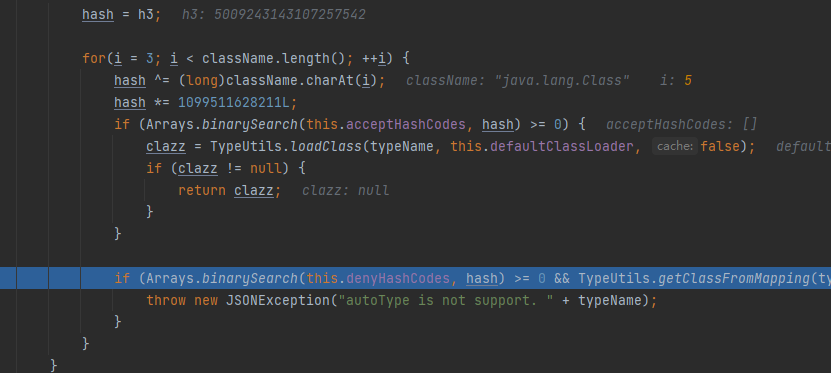 hash = h3; h3: 5009243143107257542
for(i = 3; i < className.length(); ++i) {
hash ^= (long)className.charAt(i); className: "java.lang.Class" i: 5
hash *= 1099511628211L;
if (Arrays.binarySearch(this.acceptHashCodes, hash) >= 0) { acceptHashCodes: []
clazz = TypeUtils.loadClass(typeName, this.defaultClassLoader, cache: false); default
if (clazz != null) {
return clazz; clazz: null
}
}
if (Arrays.binarySearch(this.denyHashCodes, hash) >= 0 && TypeUtils.getClassFromMapping(ty
throw new JSONException("autoType is not support. " + typeName);
}
}
}